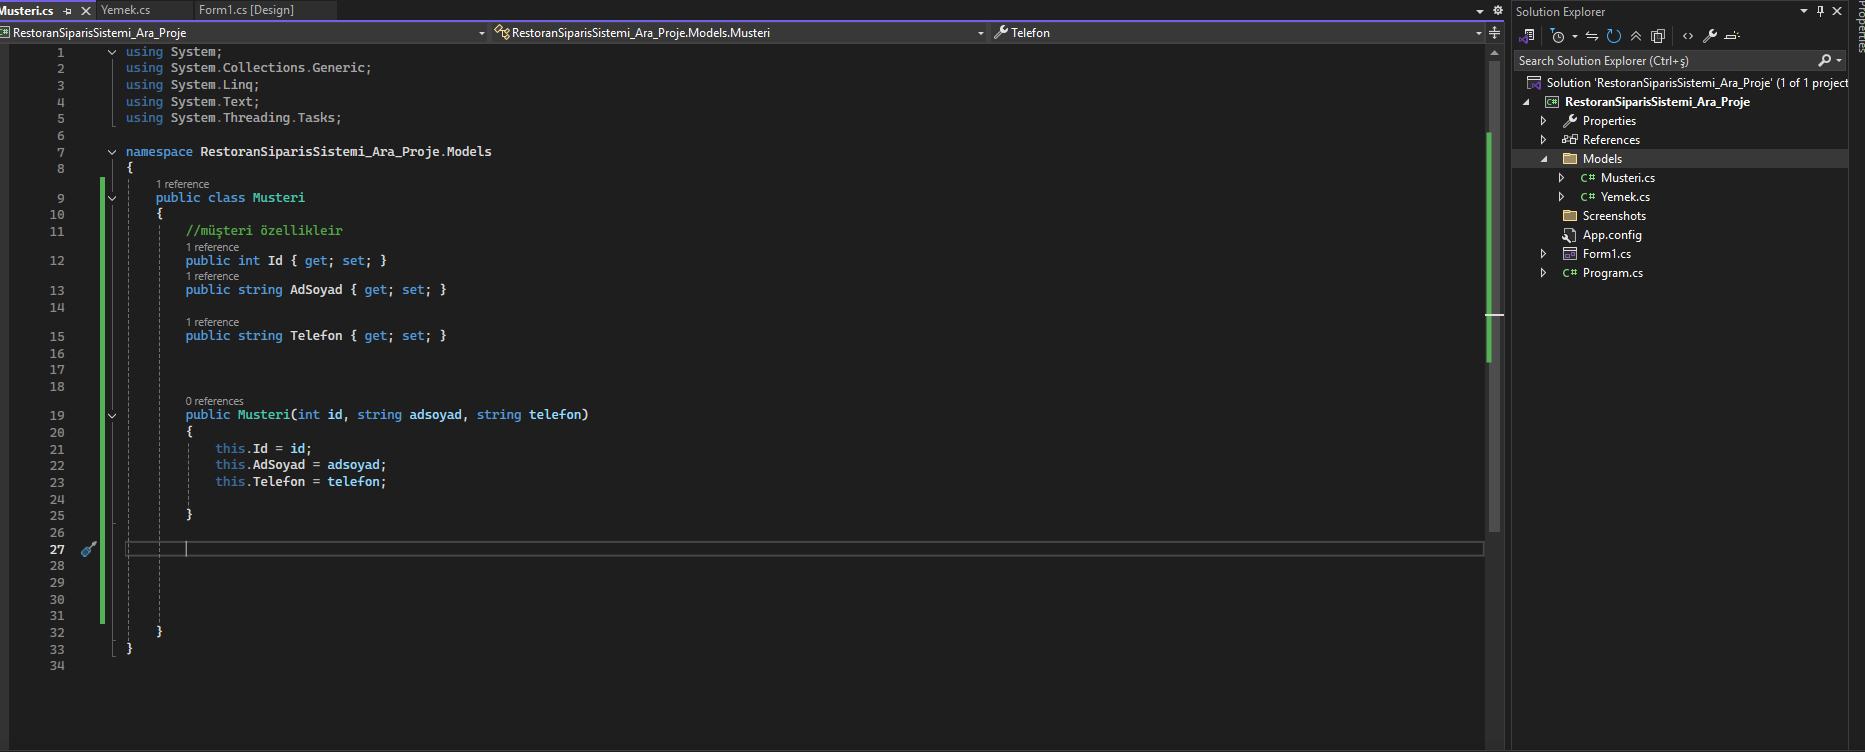 Musteri.cs
Yemek.cs
Form1.cs [Design]
RestoranSiparisSistemi_Ara_Proje
RestoranSiparisSistemi_Ara_Proje.Models.Musteri
Telefon
1 using System;
2 using System.Collections.Generic;
3 using System.Linq;
4 using System.Text;
5 using System.Threading.Tasks;
6
7 namespace RestoranSiparisSistemi_Ara_Proje.Models
8 {
1 reference
9 public class Musteri
10 {
11 //müşteri özellikleir
1 reference
12 public int Id { get; set; }
1 reference
13 public string AdSoyad { get; set; }
14
1 reference
15 public string Telefon { get; set; }
16
17
18
0 references
19 public Musteri(int id, string adsoyad, string telefon)
20 {
21 this.Id = id;
22 this.AdSoyad = adsoyad;
23 this.Telefon = telefon;
24
25 }
26
27
28
29
30
31
32 }
33 }
34
Solution Explorer
Search Solution Explorer (Ctrl+ş)
Solution 'RestoranSiparisSistemi_Ara_Proje' (1 of 1 project
C# RestoranSiparisSistemi_Ara_Proje
Properties
References
Models
C# Musteri.cs
C# Yemek.cs
Screenshots
App.config
Form1.cs
C# Program.cs
Properties